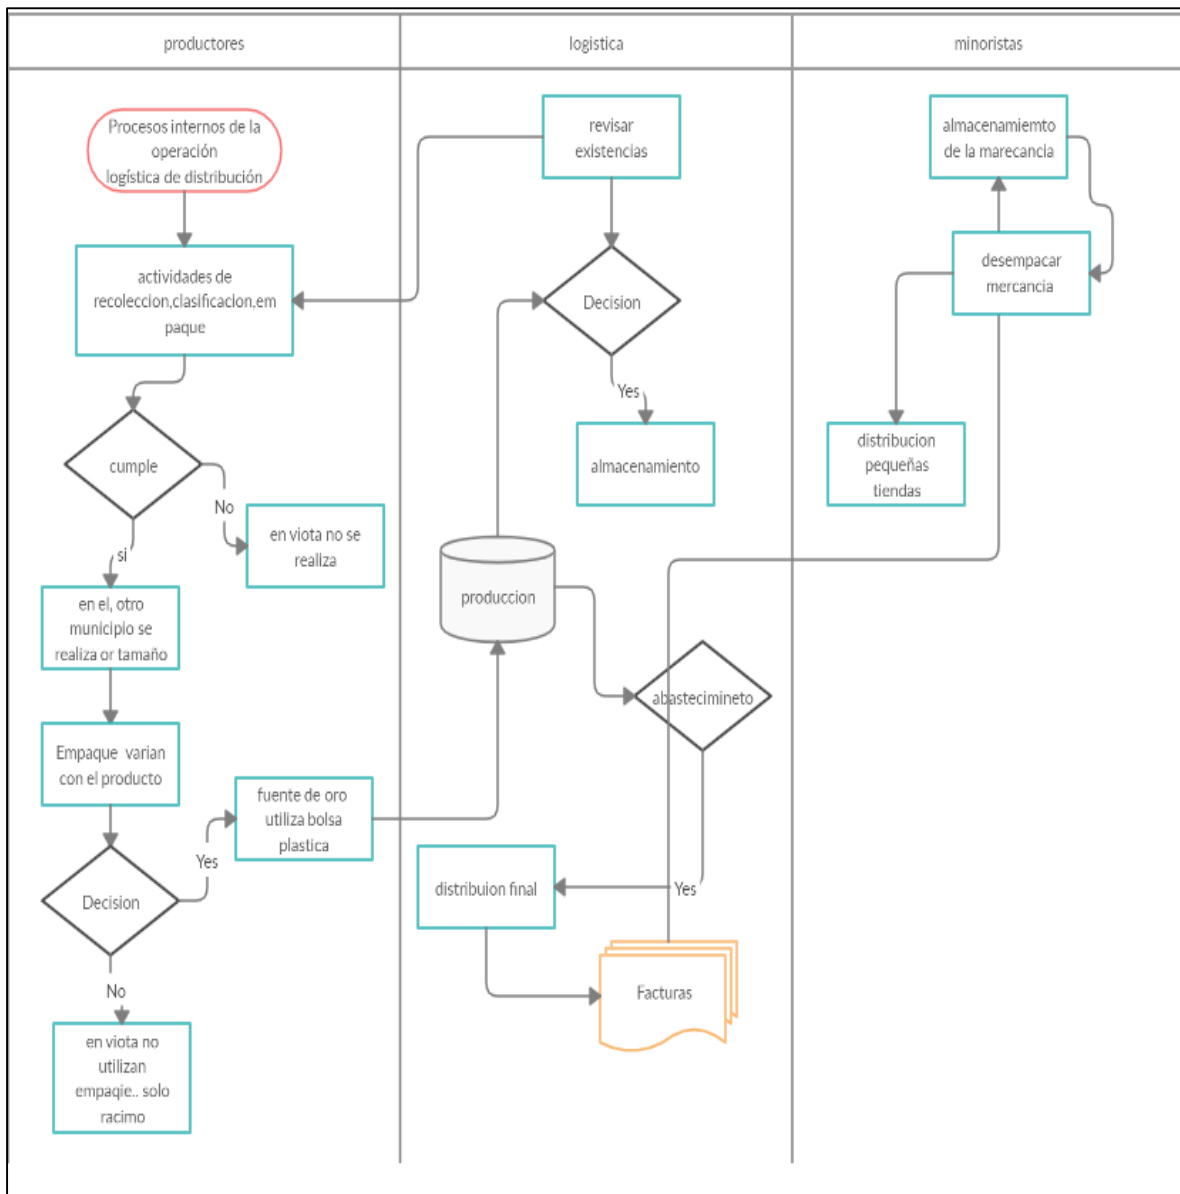 productores
logistica
minoristas
Procesos internos de la
operación
logística de distribución
actividades de
recoleccion,clasificacion,em
paque
cumple
No
en viota no se
realiza
si
en el, otro
municipio se
realiza or tamaño
Empaque varian
con el producto
Decision
Yes
fuente de oro
utiliza bolsa
plastica
No
en viota no
utilizan
empaqie.. solo
racimo
revisar
existencias
Decision
Yes
almacenamiento
produccion
abastecimineto
Yes
distribuion final
Facturas
almacenamiemto
de la marecancia
desempacar
mercancia
distribucion
pequeñas
tiendas